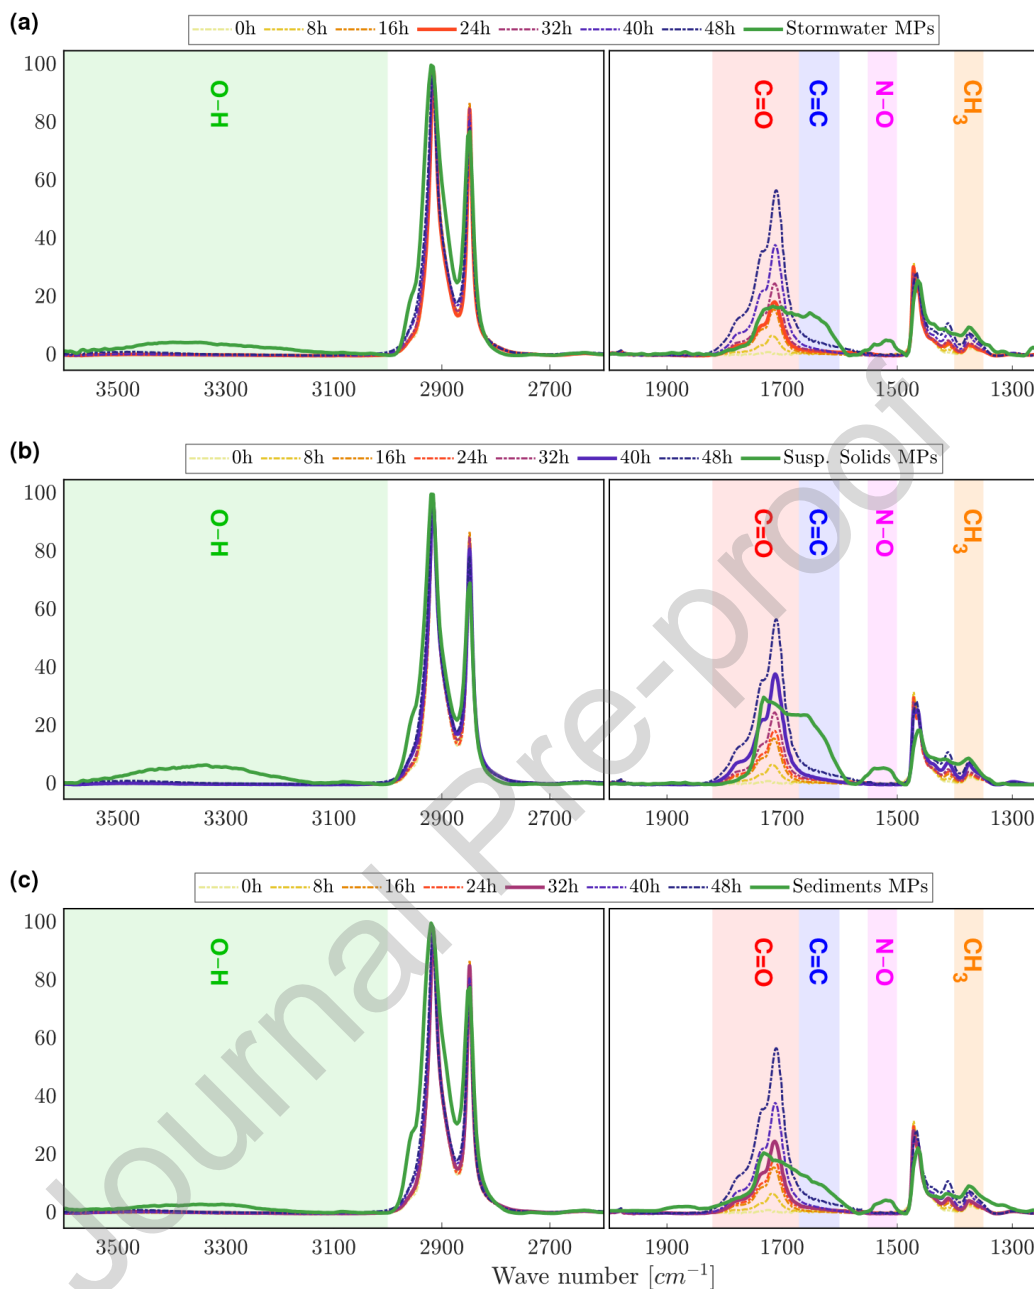 (a)
0h 8h 16h 24h 32h 40h 48h Stormwater MPs
100
80
60
40
20
0
H–O
C=O
C=C
N–O
CH3
3500 3300 3100 2900 2700 1900 1700 1500 1300
(b)
0h 8h 16h 24h 32h 40h 48h Susp. Solids MPs
100
80
60
40
20
0
H–O
C=O
C=C
N–O
CH3
3500 3300 3100 2900 2700 1900 1700 1500 1300
(c)
0h 8h 16h 24h 32h 40h 48h Sediments MPs
100
80
60
40
20
0
H–O
C=O
C=C
N–O
CH3
3500 3300 3100 2900 2700 1900 1700 1500 1300
Wave number [cm⁻¹]
Journal Pre-proof